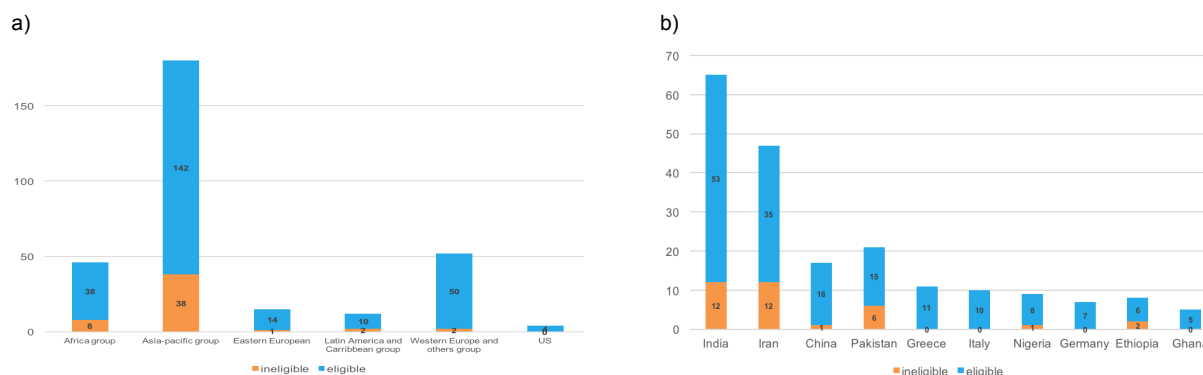 a)
150
100
50
0
142
38
38
8
14
1
10
2
50
2
4
0
Africa group
Asia-pacific group
Eastern European
Latin America and
Carribbean group
Western Europe and
others group
US
ineligible
eligible
b)
70
60
50
40
30
20
10
0
53
12
35
12
16
1
15
6
11
0
10
0
8
1
7
0
6
2
5
0
India
Iran
China
Pakistan
Greece
Italy
Nigeria
Germany
Ethiopia
Ghana
ineligible
eligible